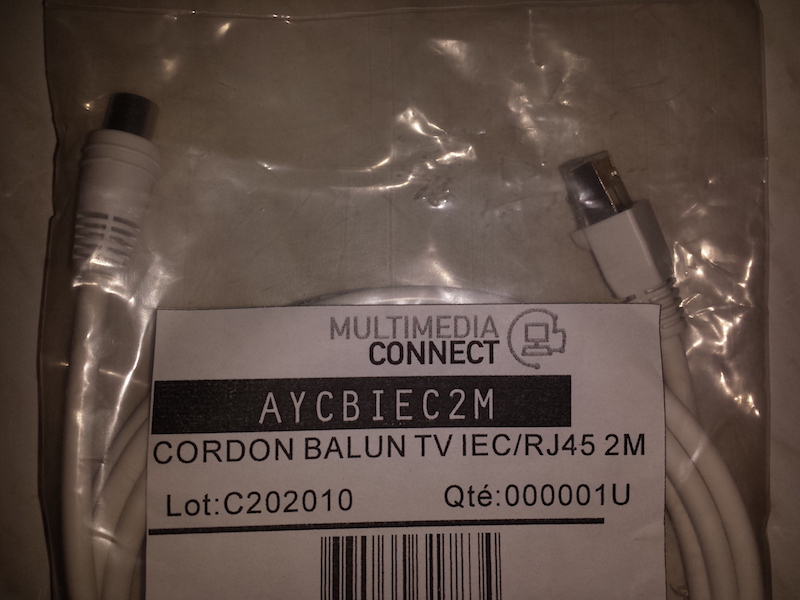 MULTIMEDIA
CONNECT
AYCBIEC2M
CORDON BALUN TV IEC/RJ45 2M
Lot:C202010 Qté:000001U